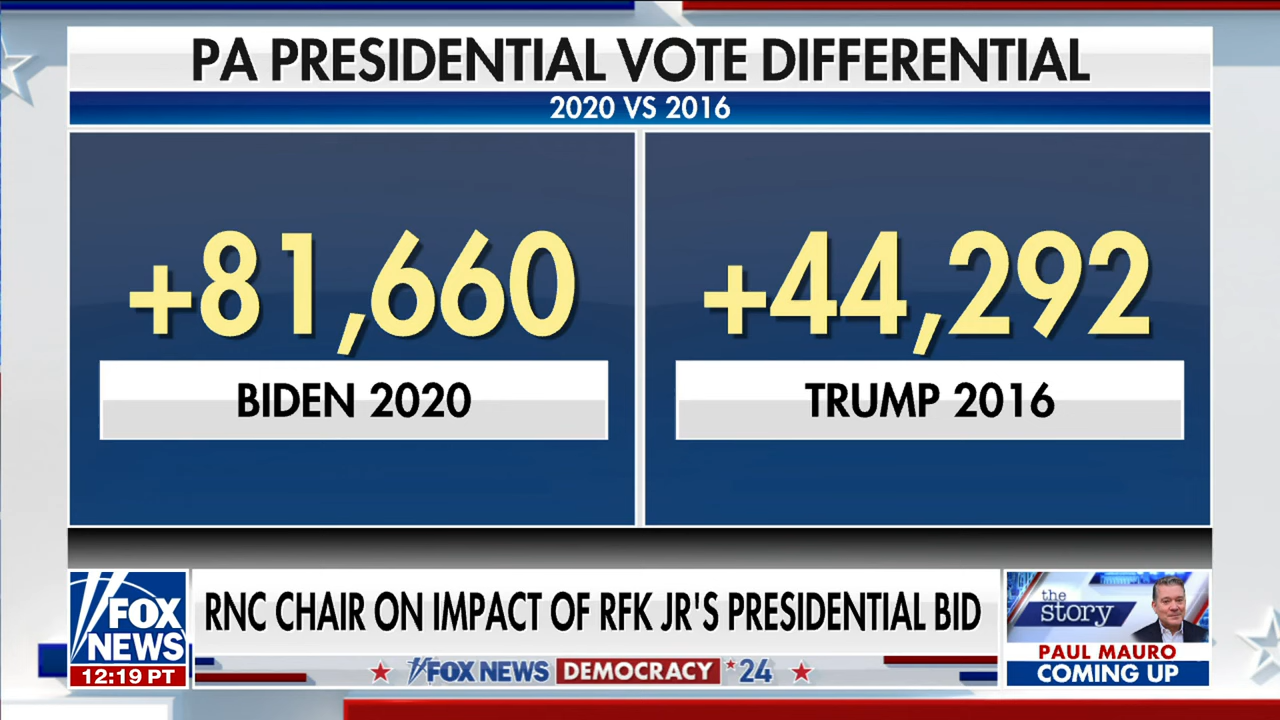 PA PRESIDENTIAL VOTE DIFFERENTIAL
2020 VS 2016
+81,660
BIDEN 2020
+44,292
TRUMP 2016
FOX
NEWS
12:19 PT
RNC CHAIR ON IMPACT OF RFK JR'S PRESIDENTIAL BID
FOX NEWS DEMOCRACY 24
the
story
PAUL MAURO
COMING UP